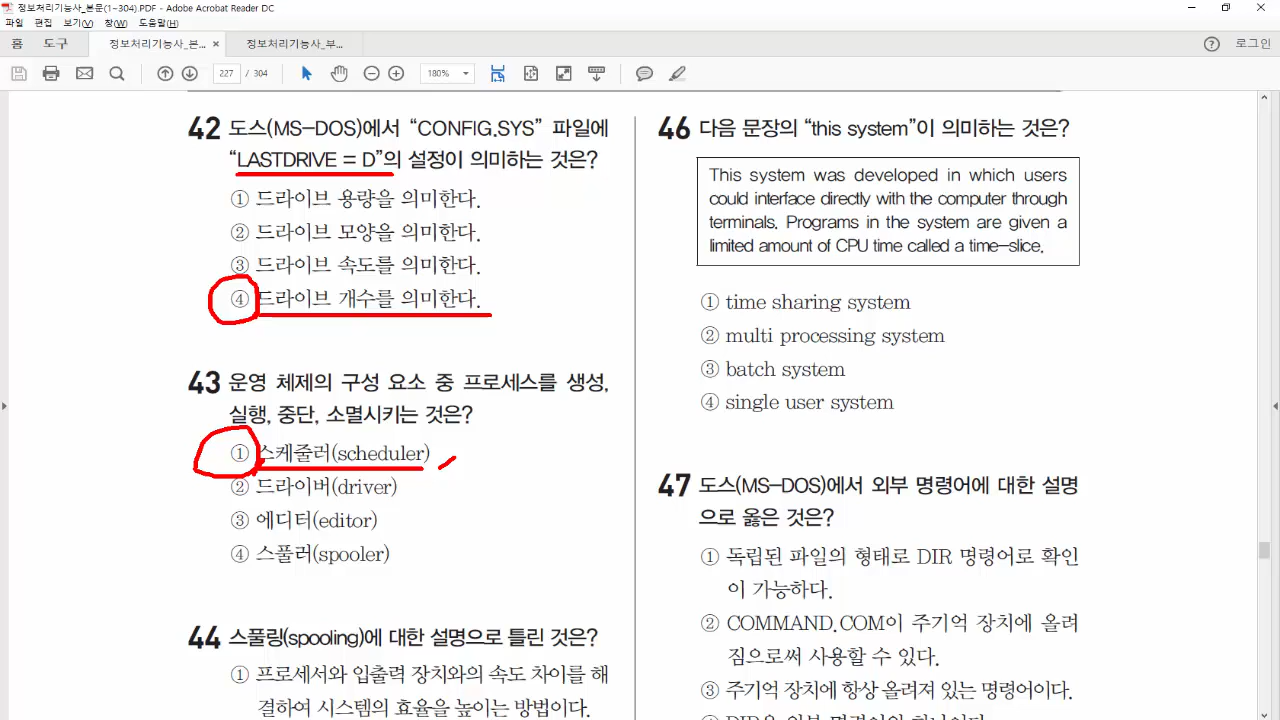 정보처리기능사_본문(1~304).PDF - Adobe Acrobat Reader DC
파일 편집 보기(V) 창(W) 도움말(H)
홈 도구 정보처리기능사_본... × 정보처리기능사_부... ? 로그인
227 / 304 180%
42 도스(MS-DOS)에서 “CONFIG.SYS” 파일에
“LASTDRIVE = D”의 설정이 의미하는 것은?
① 드라이브 용량을 의미한다.
② 드라이브 모양을 의미한다.
③ 드라이브 속도를 의미한다.
④ 드라이브 개수를 의미한다.
43 운영 체제의 구성 요소 중 프로세스를 생성,
실행, 중단, 소멸시키는 것은?
① 스케줄러(scheduler)
② 드라이버(driver)
③ 에디터(editor)
④ 스풀러(spooler)
44 스풀링(spooling)에 대한 설명으로 틀린 것은?
① 프로세서와 입출력 장치와의 속도 차이를 해
결하여 시스템의 효율을 높이는 방법이다.
46 다음 문장의 “this system”이 의미하는 것은?
This system was developed in which users
could interface directly with the computer through
terminals. Programs in the system are given a
limited amount of CPU time called a time-slice.
① time sharing system
② multi processing system
③ batch system
④ single user system
47 도스(MS-DOS)에서 외부 명령어에 대한 설명
으로 옳은 것은?
① 독립된 파일의 형태로 DIR 명령어로 확인
이 가능하다.
② COMMAND.COM이 주기억 장치에 올려
짐으로써 사용할 수 있다.
③ 주기억 장치에 항상 올려져 있는 명령어이다.